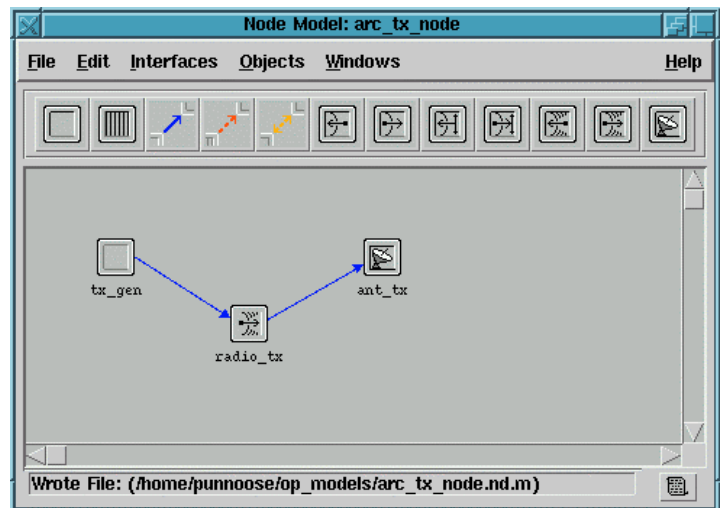 Node Model: arc_tx_node
File Edit Interfaces Objects Windows Help
tx_gen
ant_tx
radio_tx
Wrote File: (/home/punnoose/op_models/arc_tx_node.nd.m)